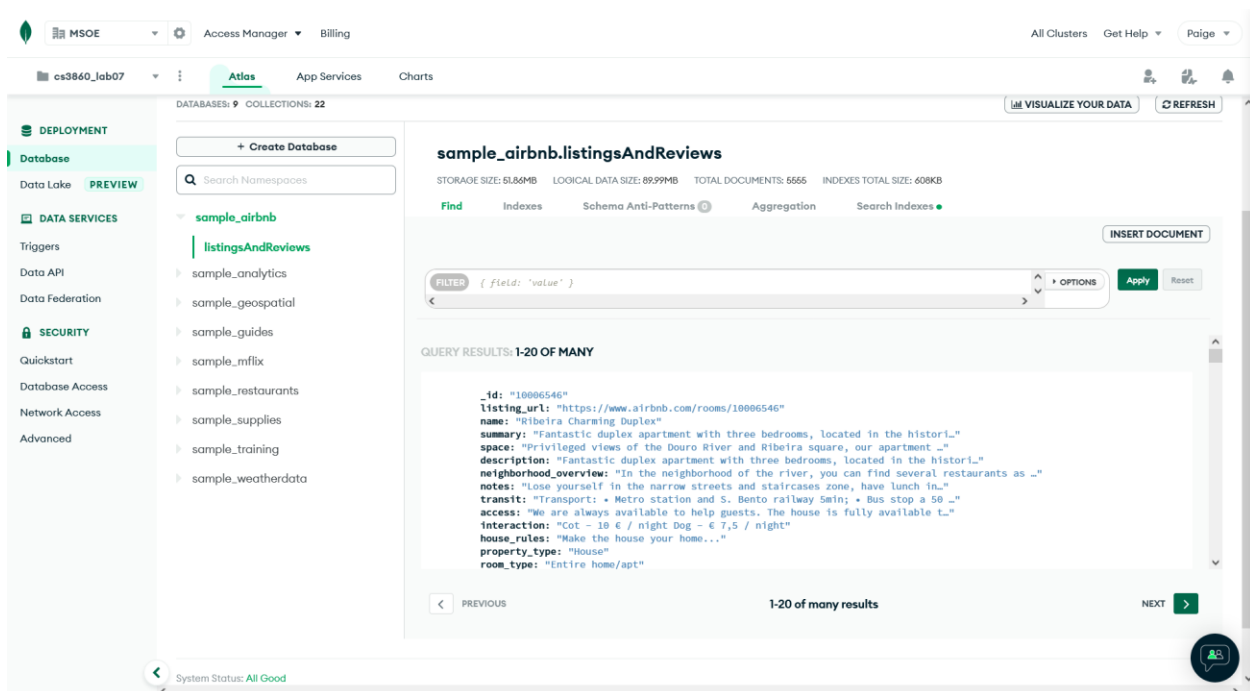 MSOE
Access Manager
Billing
All Clusters
Get Help
Paige
cs3860_lab07
Atlas
App Services
Charts
DATABASES: 9 COLLECTIONS: 22
VISUALIZE YOUR DATA
REFRESH
DEPLOYMENT
Database
Data Lake PREVIEW
DATA SERVICES
Triggers
Data API
Data Federation
SECURITY
Quickstart
Database Access
Network Access
Advanced
+ Create Database
Search Namespaces
sample_airbnb
listingsAndReviews
sample_analytics
sample_geospatial
sample_guides
sample_mflix
sample_restaurants
sample_supplies
sample_training
sample_weatherdata
sample_airbnb.listingsAndReviews
STORAGE SIZE: 51.86MB LOGICAL DATA SIZE: 89.99MB TOTAL DOCUMENTS: 5555 INDEXES TOTAL SIZE: 608KB
Find
Indexes
Schema Anti-Patterns 0
Aggregation
Search Indexes
INSERT DOCUMENT
FILTER { field: 'value' }
OPTIONS
Apply
Reset
QUERY RESULTS: 1-20 OF MANY
_id: "10006546"
listing_url: "https://www.airbnb.com/rooms/10006546"
name: "Ribeira Charming Duplex"
summary: "Fantastic duplex apartment with three bedrooms, located in the histori…"
space: "Privileged views of the Douro River and Ribeira square, our apartment …"
description: "Fantastic duplex apartment with three bedrooms, located in the histori…"
neighborhood_overview: "In the neighborhood of the river, you can find several restaurants as …"
notes: "Lose yourself in the narrow streets and staircases zone, have lunch in…"
transit: "Transport: • Metro station and S. Bento railway 5min; • Bus stop a 50 …"
access: "We are always available to help guests. The house is fully available t…"
interaction: "Cot - 10 € / night Dog - € 7,5 / night"
house_rules: "Make the house your home..."
property_type: "House"
room_type: "Entire home/apt"
PREVIOUS
1-20 of many results
NEXT
System Status: All Good